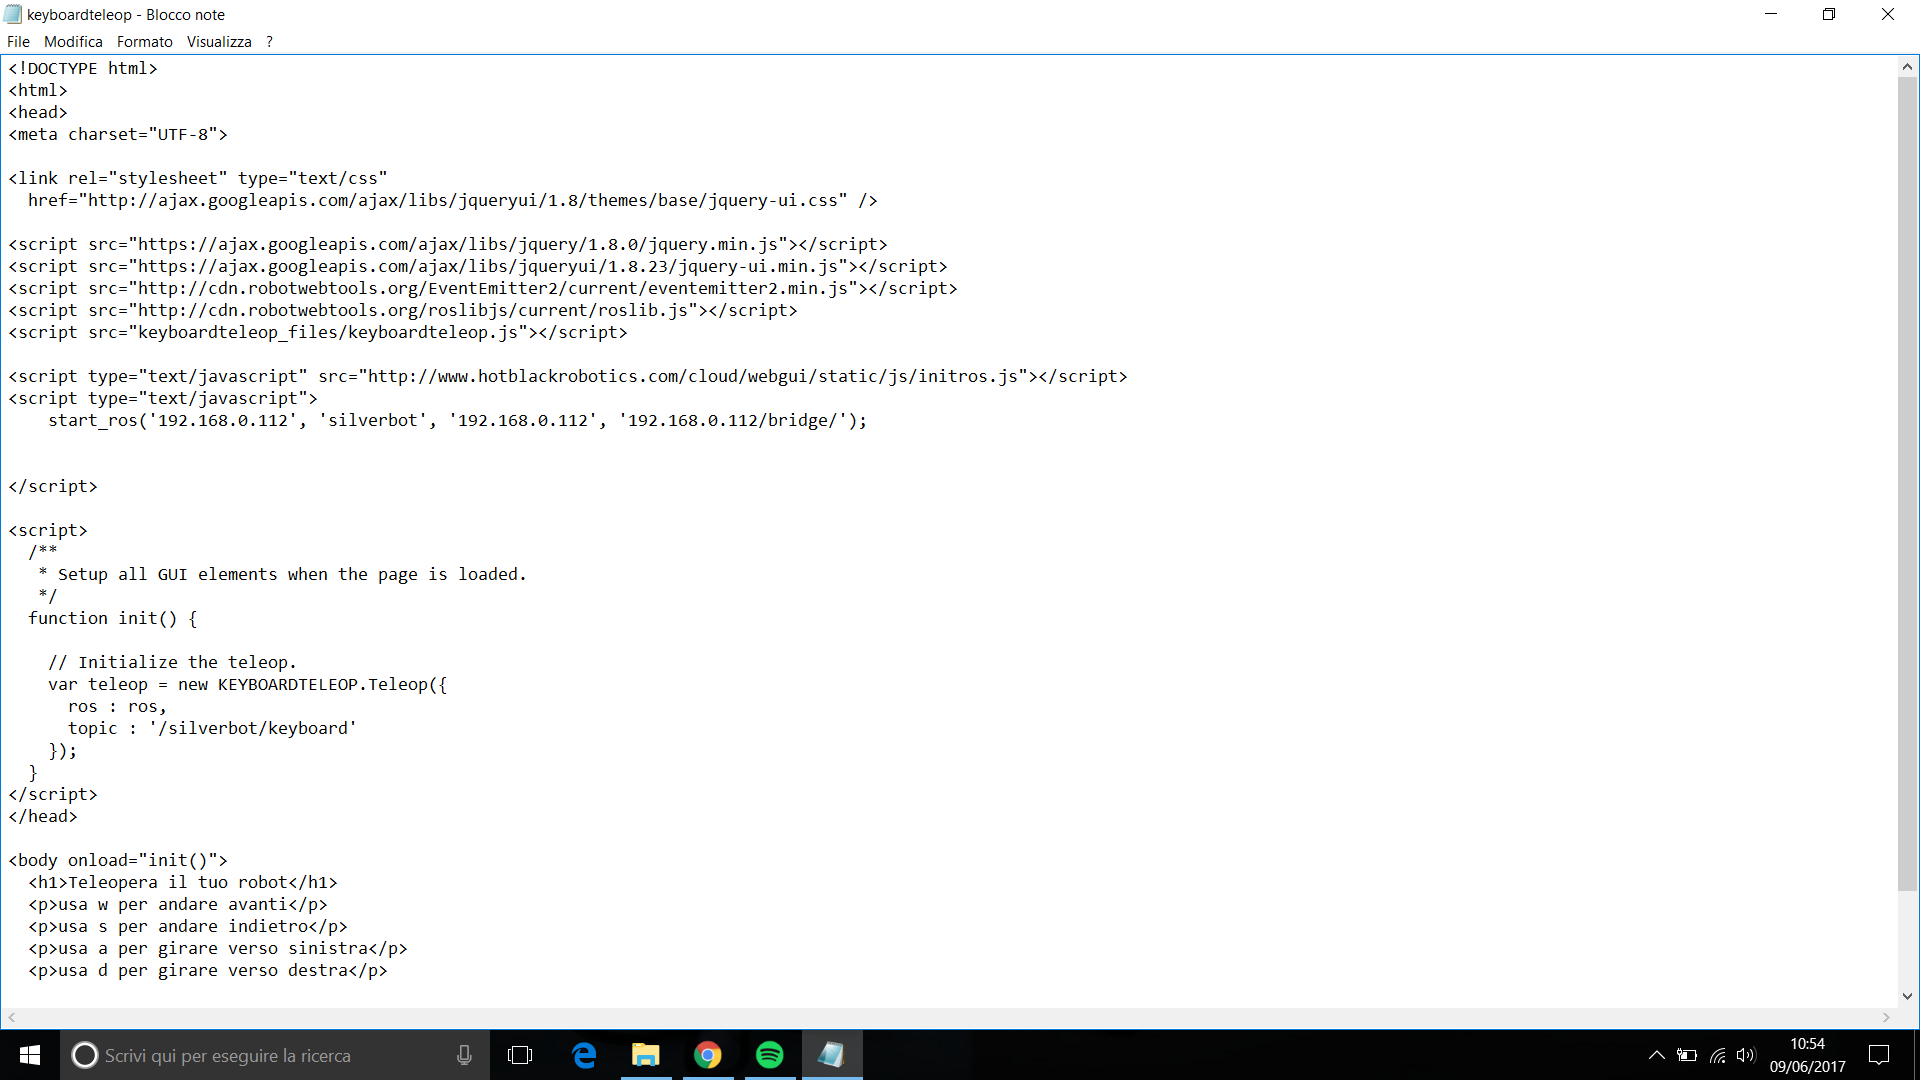 keyboardteleop - Blocco note
File Modifica Formato Visualizza ?
<!DOCTYPE html>
<html>
<head>
<meta charset="UTF-8">
<link rel="stylesheet" type="text/css"
  href="http://ajax.googleapis.com/ajax/libs/jqueryui/1.8/themes/base/jquery-ui.css" />
<script src="https://ajax.googleapis.com/ajax/libs/jquery/1.8.0/jquery.min.js"></script>
<script src="https://ajax.googleapis.com/ajax/libs/jqueryui/1.8.23/jquery-ui.min.js"></script>
<script src="http://cdn.robotwebtools.org/EventEmitter2/current/eventemitter2.min.js"></script>
<script src="http://cdn.robotwebtools.org/roslibjs/current/roslib.js"></script>
<script src="keyboardteleop_files/keyboardteleop.js"></script>
<script type="text/javascript" src="http://www.hotblackrobotics.com/cloud/webgui/static/js/initros.js"></script>
<script type="text/javascript">
    start_ros('192.168.0.112', 'silverbot', '192.168.0.112', '192.168.0.112/bridge/');
</script>
<script>
  /**
   * Setup all GUI elements when the page is loaded.
   */
  function init() {
    // Initialize the teleop.
    var teleop = new KEYBOARDTELEOP.Teleop({
      ros : ros,
      topic : '/silverbot/keyboard'
    });
  }
</script>
</head>
<body onload="init()">
  <h1>Teleopera il tuo robot</h1>
  <p>usa w per andare avanti</p>
  <p>usa s per andare indietro</p>
  <p>usa a per girare verso sinistra</p>
  <p>usa d per girare verso destra</p>
Scrivi qui per eseguire la ricerca
10:54
09/06/2017